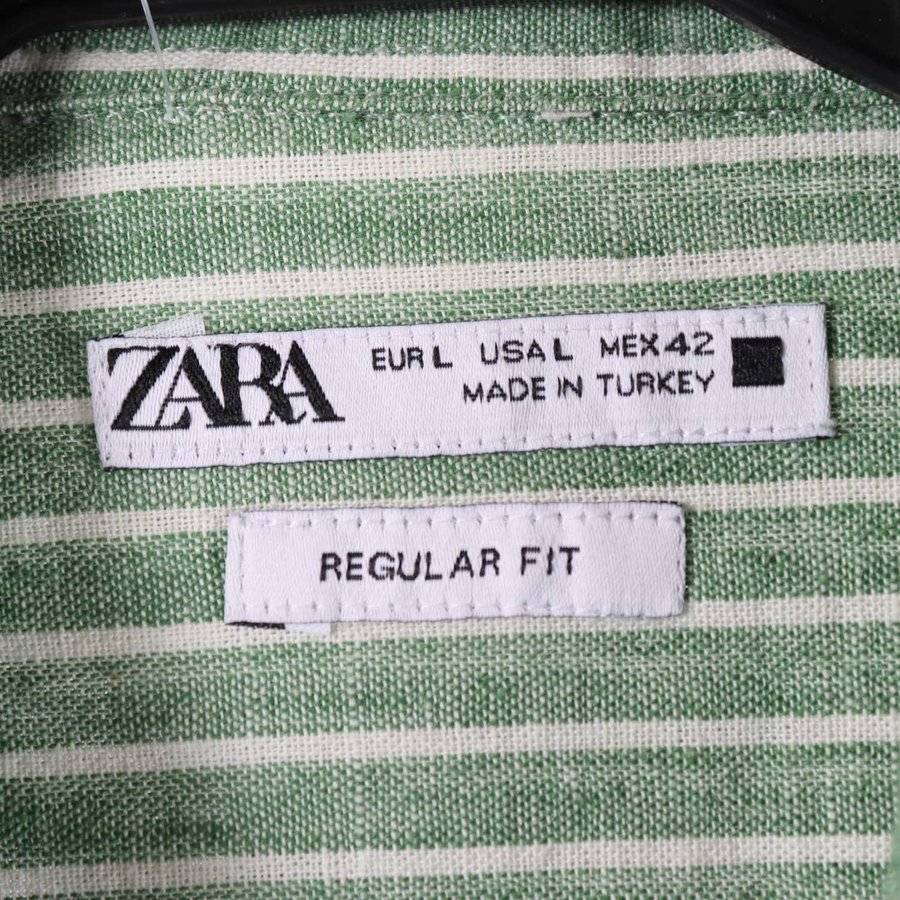 ZARA
EUR L USA L MEX 42
MADE IN TURKEY
REGULAR FIT